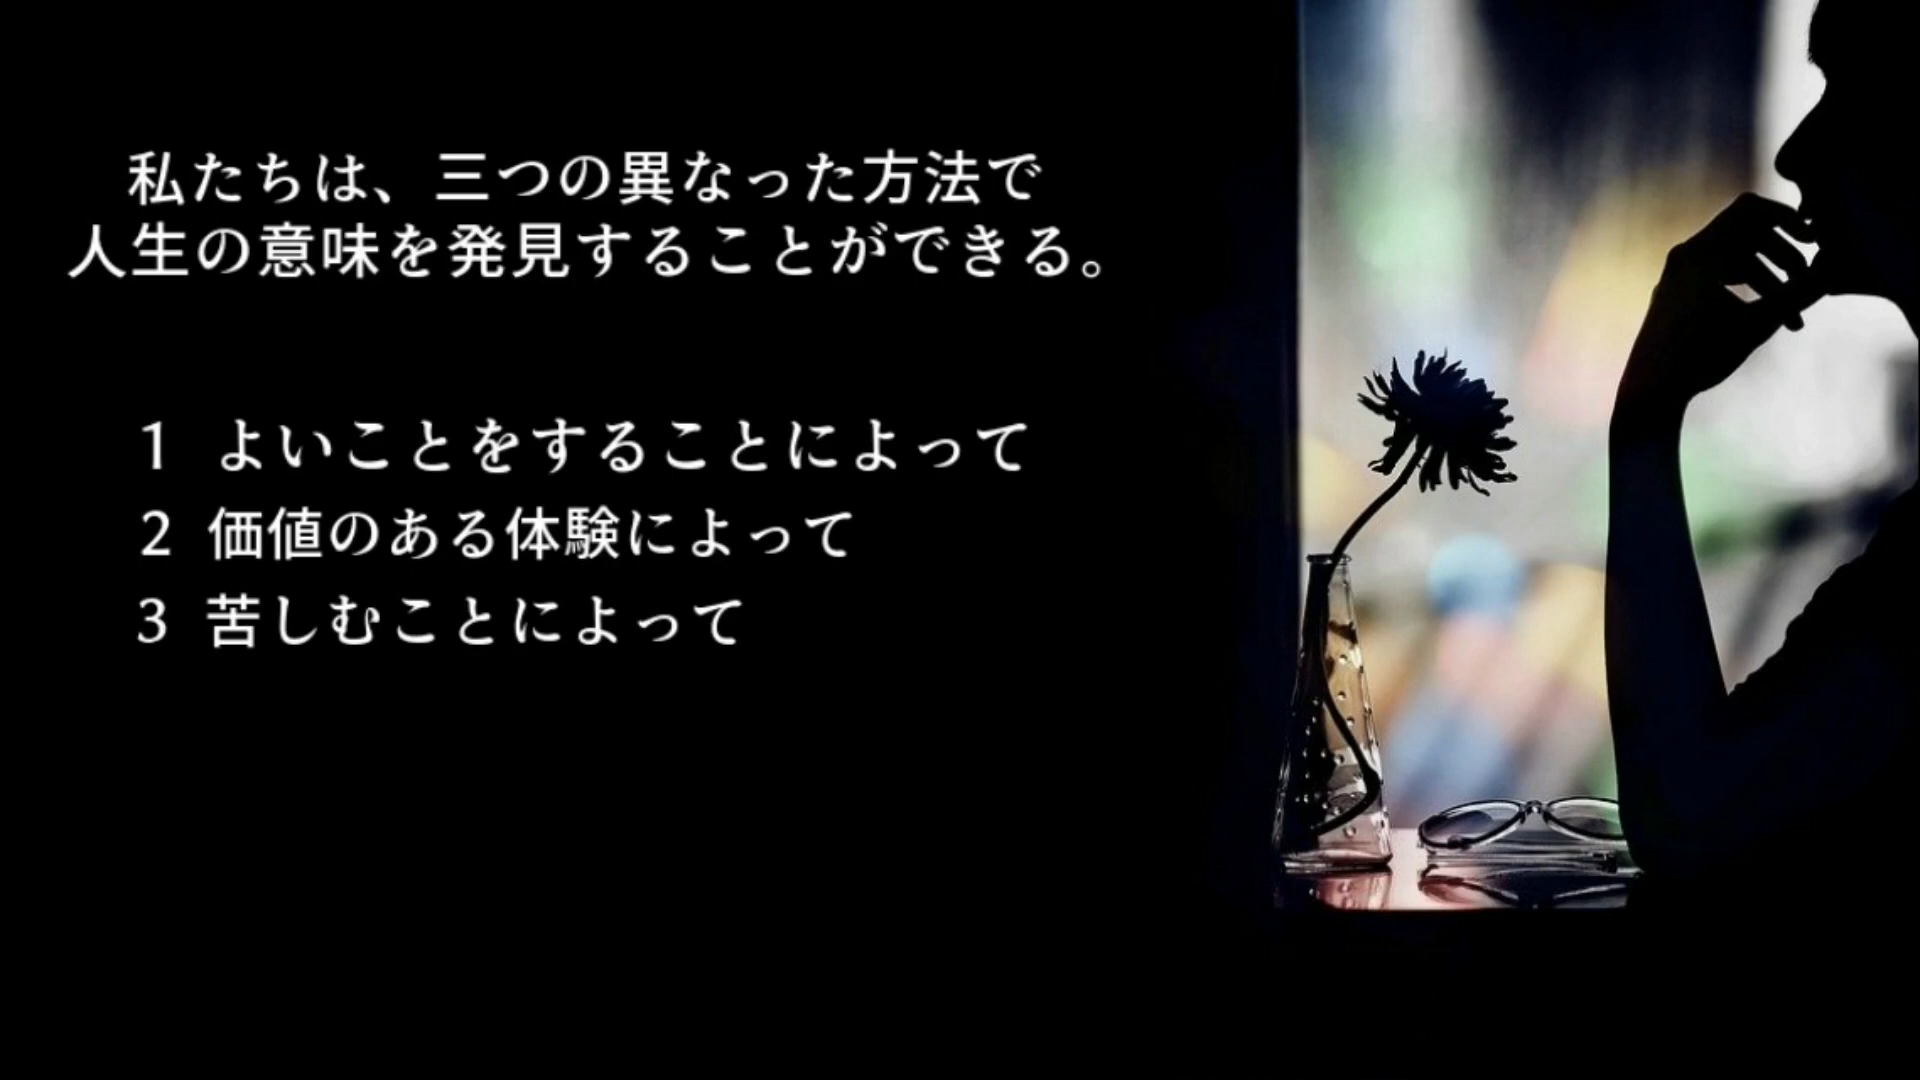 私たちは、三つの異なった方法で
人生の意味を発見することができる。
1 よいことをすることによって
2 価値のある体験によって
3 苦しむことによって